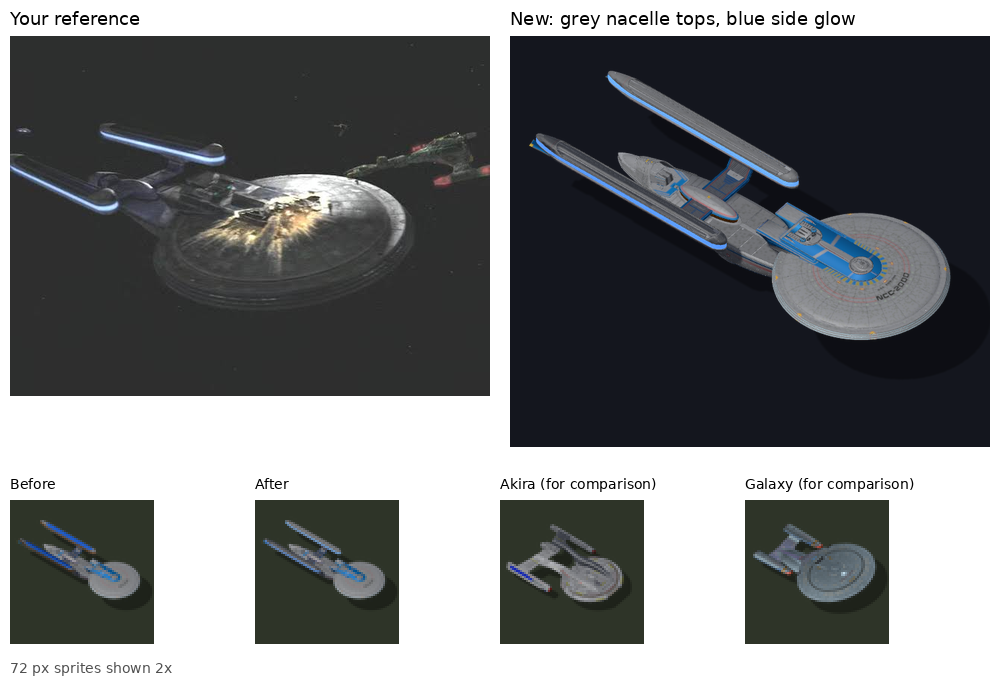 Your reference
New: grey nacelle tops, blue side glow
NCC-2000
Before
After
Akira (for comparison)
Galaxy (for comparison)
72 px sprites shown 2x